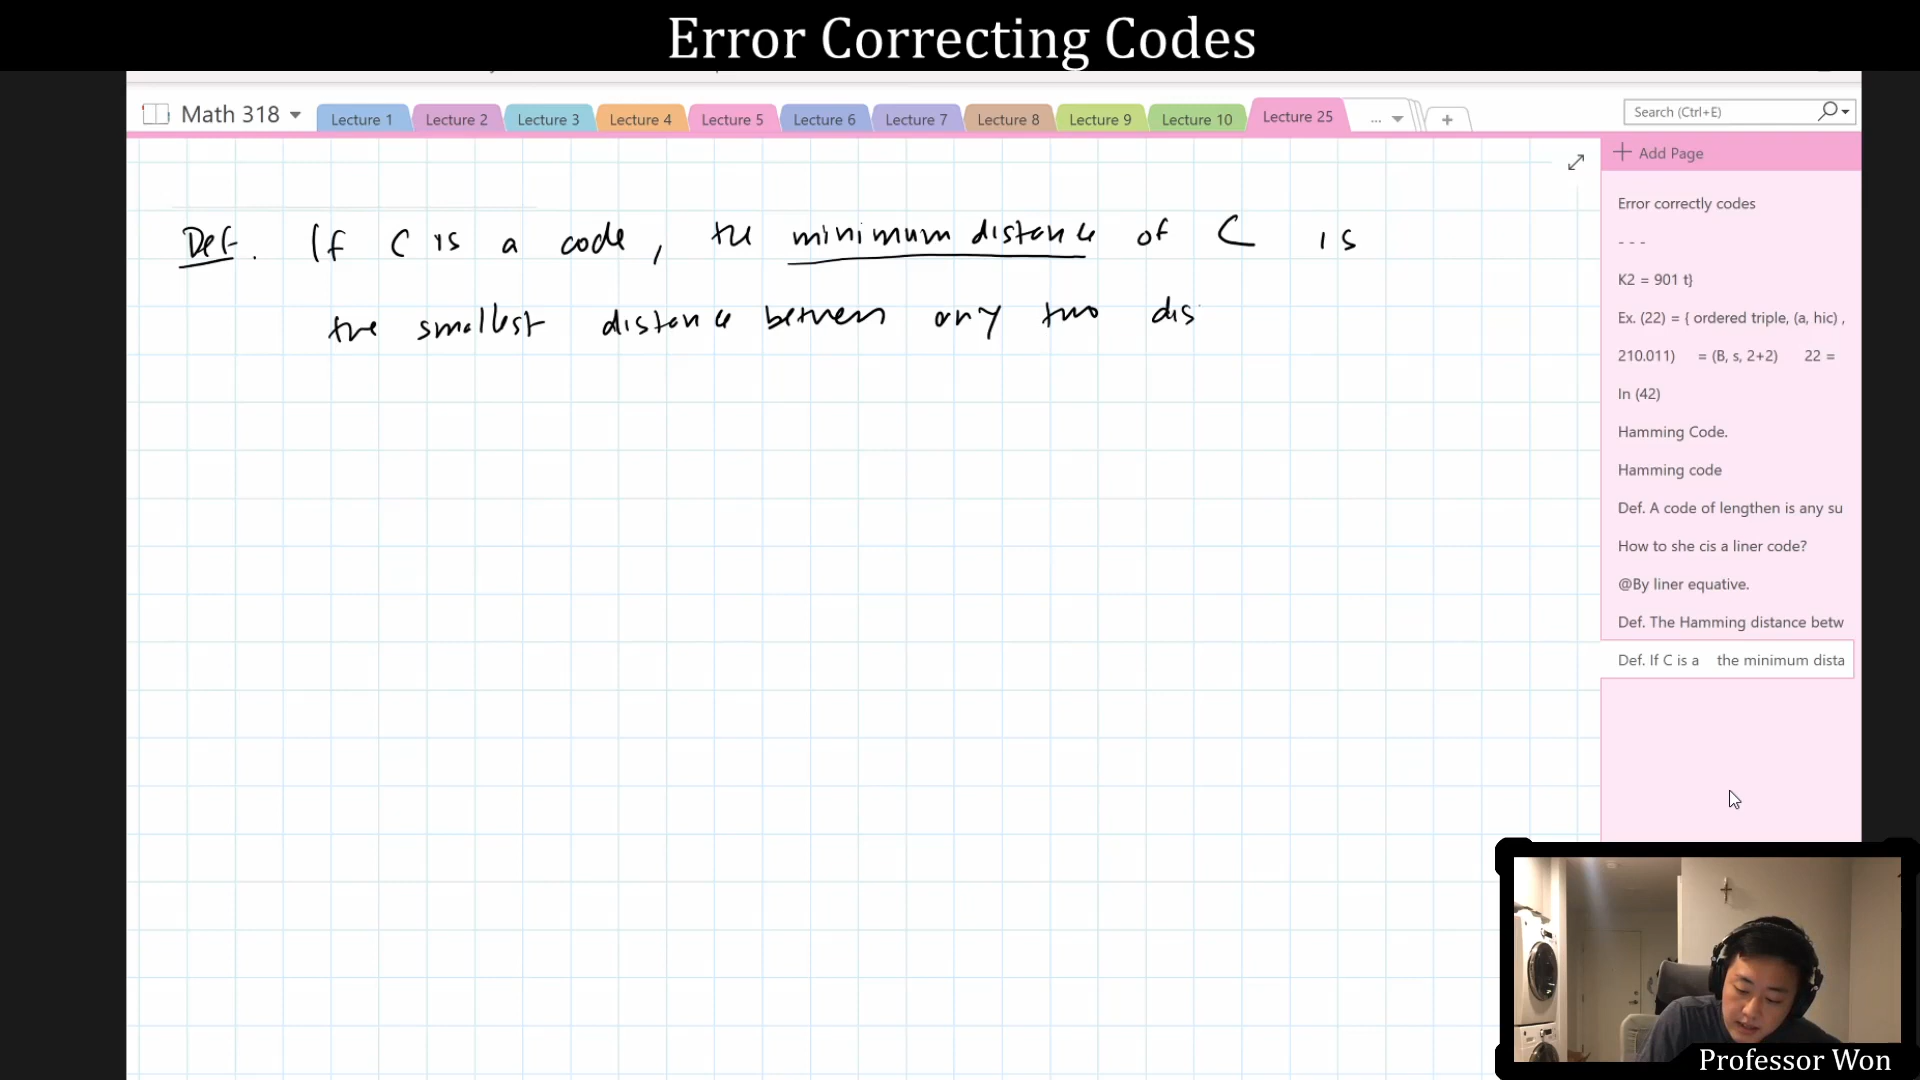 Error Correcting Codes
Math 318
Lecture 1
Lecture 2
Lecture 3
Lecture 4
Lecture 5
Lecture 6
Lecture 7
Lecture 8
Lecture 9
Lecture 10
Lecture 25
...
Search (Ctrl+E)
Def. If C is a code, the minimum distance of C is
the smallest distance between any two dis
Add Page
Error correctly codes
- - -
K2 = 901 t}
Ex. (22) = { ordered triple, (a, hic) ,
210.011) = (B, s, 2+2) 22 =
In (42)
Hamming Code.
Hamming code
Def. A code of lengthen is any su
How to she cis a liner code?
@By liner equative.
Def. The Hamming distance betw
Def. If C is a the minimum dista
Professor Won